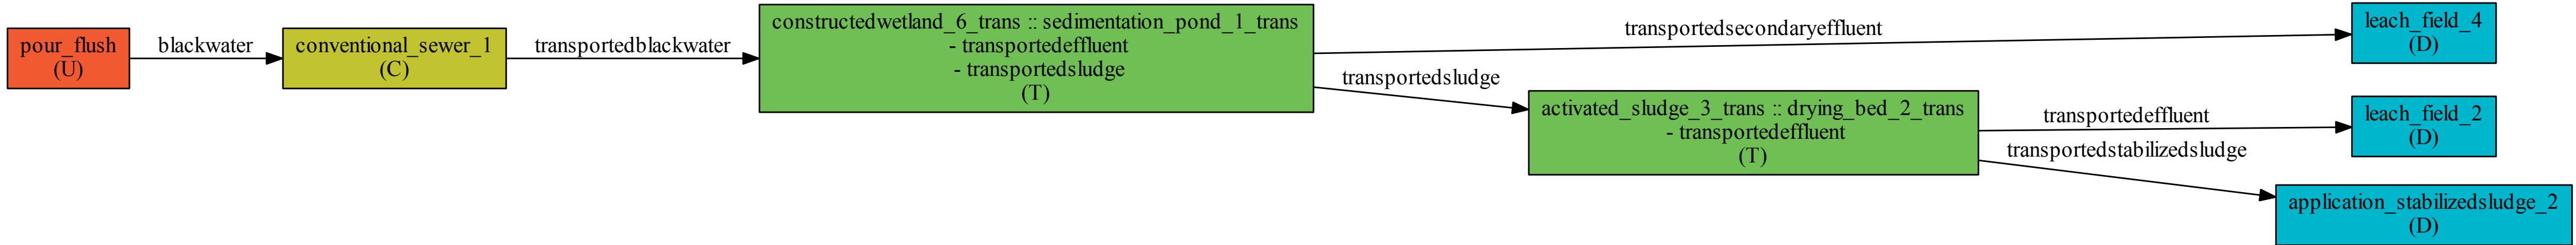 pour_flush
(U)
blackwater
conventional_sewer_1
(C)
transportedblackwater
constructedwetland_6_trans :: sedimentation_pond_1_trans
- transportedeffluent
- transportedsludge
(T)
transportedsecondaryeffluent
leach_field_4
(D)
transportedsludge
activated_sludge_3_trans :: drying_bed_2_trans
- transportedeffluent
(T)
transportedeffluent
leach_field_2
(D)
transportedstabilizedsludge
application_stabilizedsludge_2
(D)